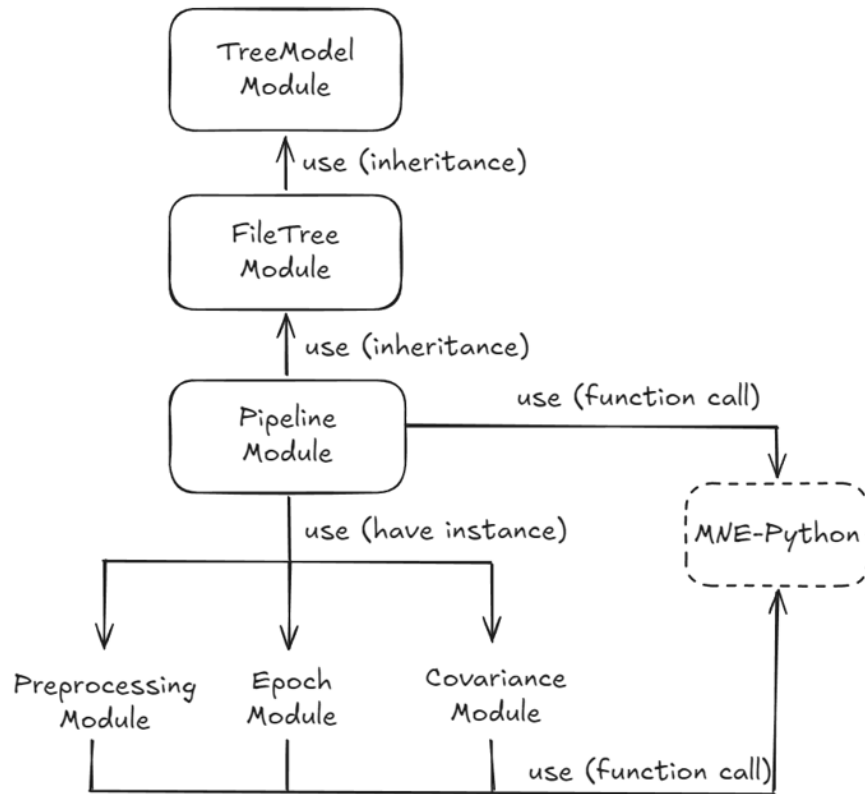 TreeModel
Module
use (inheritance)
FileTree
Module
use (inheritance)
Pipeline
Module
use (function call)
use (have instance)
MNE-Python
Preprocessing
Module
Epoch
Module
Covariance
Module
use (function call)